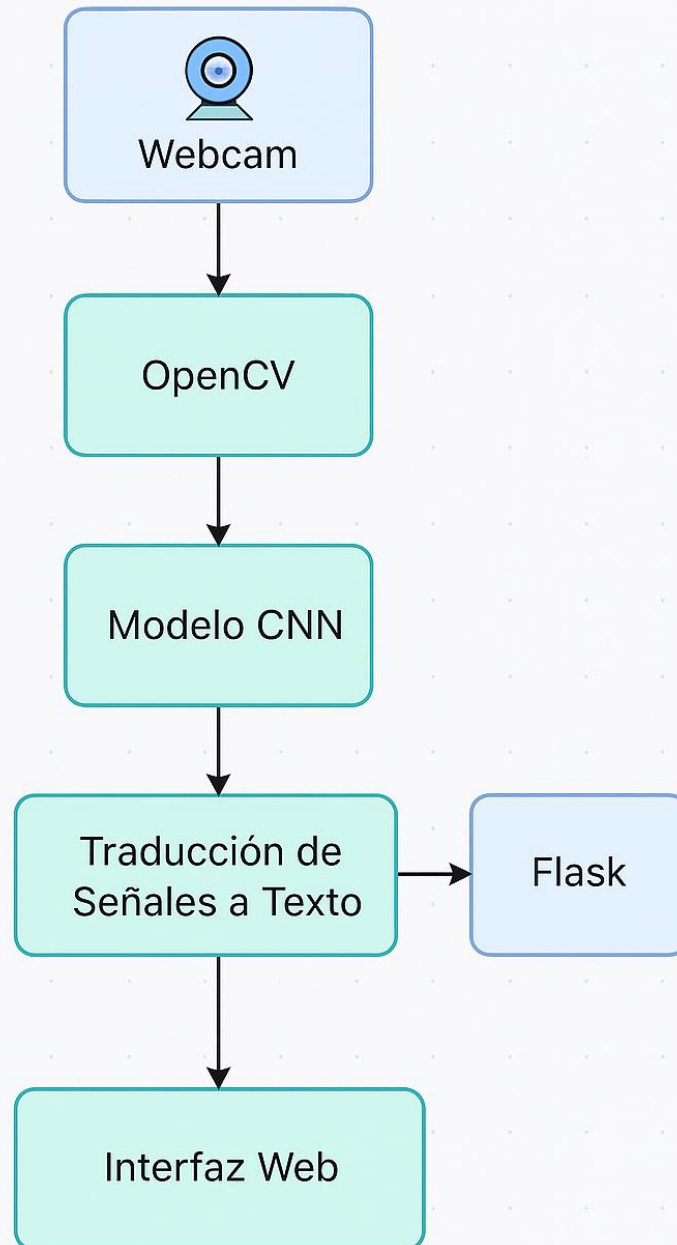 Webcam
OpenCV
Modelo CNN
Traducción de
Señales a Texto
Flask
Interfaz Web